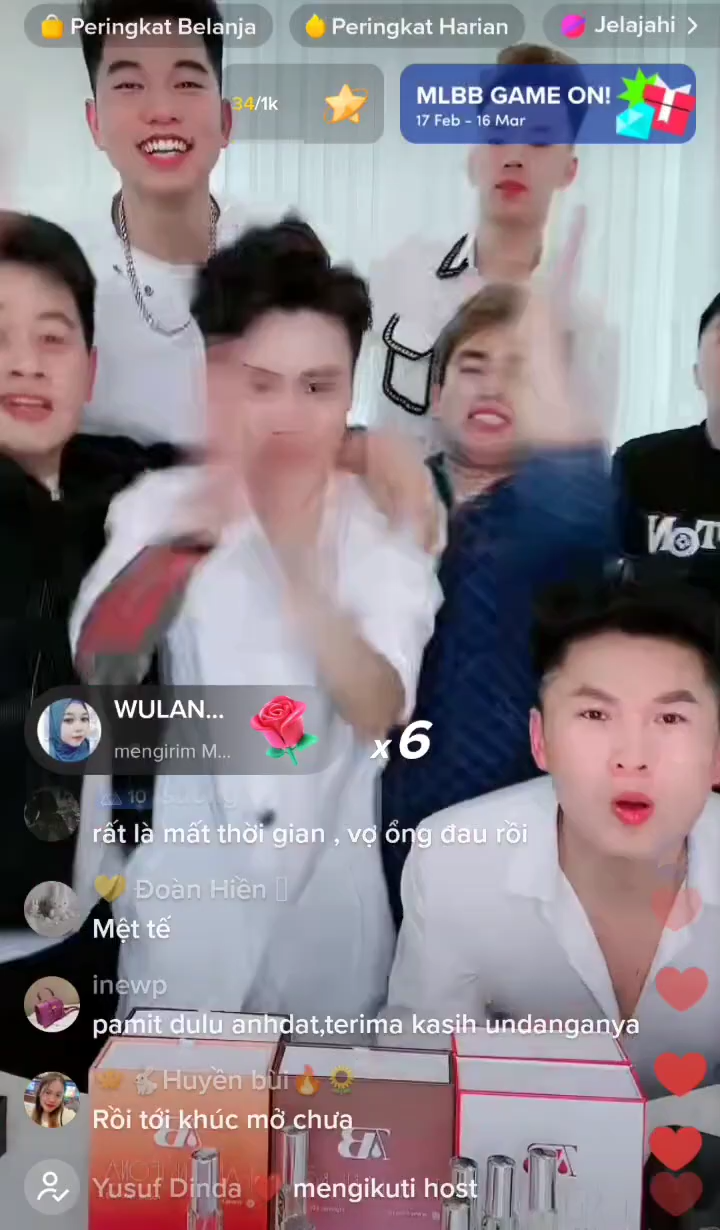 Peringkat Belanja
Peringkat Harian
Jelajahi
34/1k
MLBB GAME ON!
17 Feb - 16 Mar
WULAN...
mengirim M...
x 6
10
rất là mất thời gian , vợ ổng đau rồi
Đoàn Hiền
Mệt tế
inewp
pamit dulu anhdat,terima kasih undanganya
Huyền bùi
Rồi tới khúc mở chưa
Yusuf Dinda mengikuti host